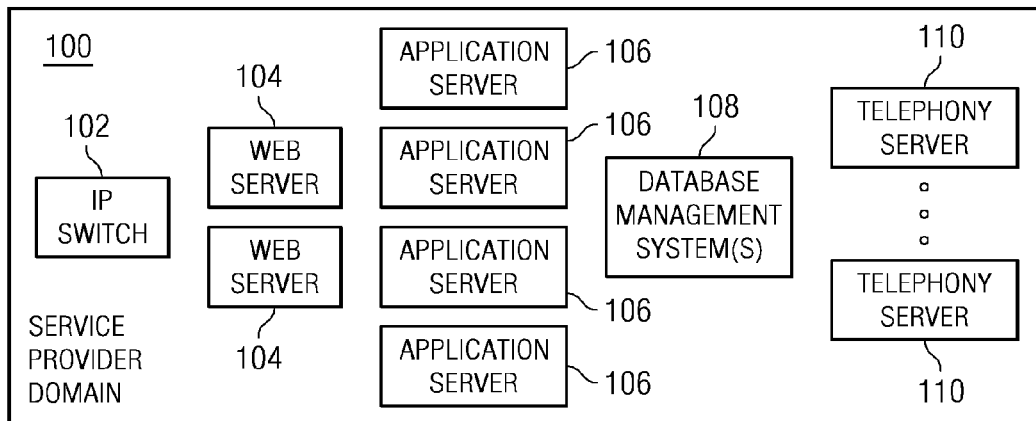 100
102
IP
SWITCH
SERVICE
PROVIDER
DOMAIN
104
WEB
SERVER
WEB
SERVER
104
APPLICATION
SERVER
106
APPLICATION
SERVER
106
APPLICATION
SERVER
106
APPLICATION
SERVER
106
108
DATABASE
MANAGEMENT
SYSTEM(S)
110
TELEPHONY
SERVER
TELEPHONY
SERVER
110